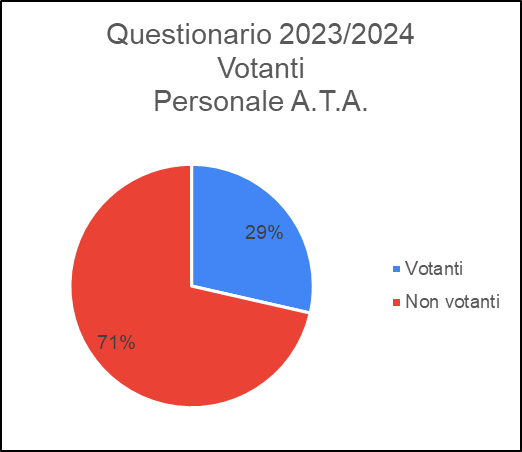 Questionario 2023/2024
Votanti
Personale A.T.A.
29%
71%
Votanti
Non votanti